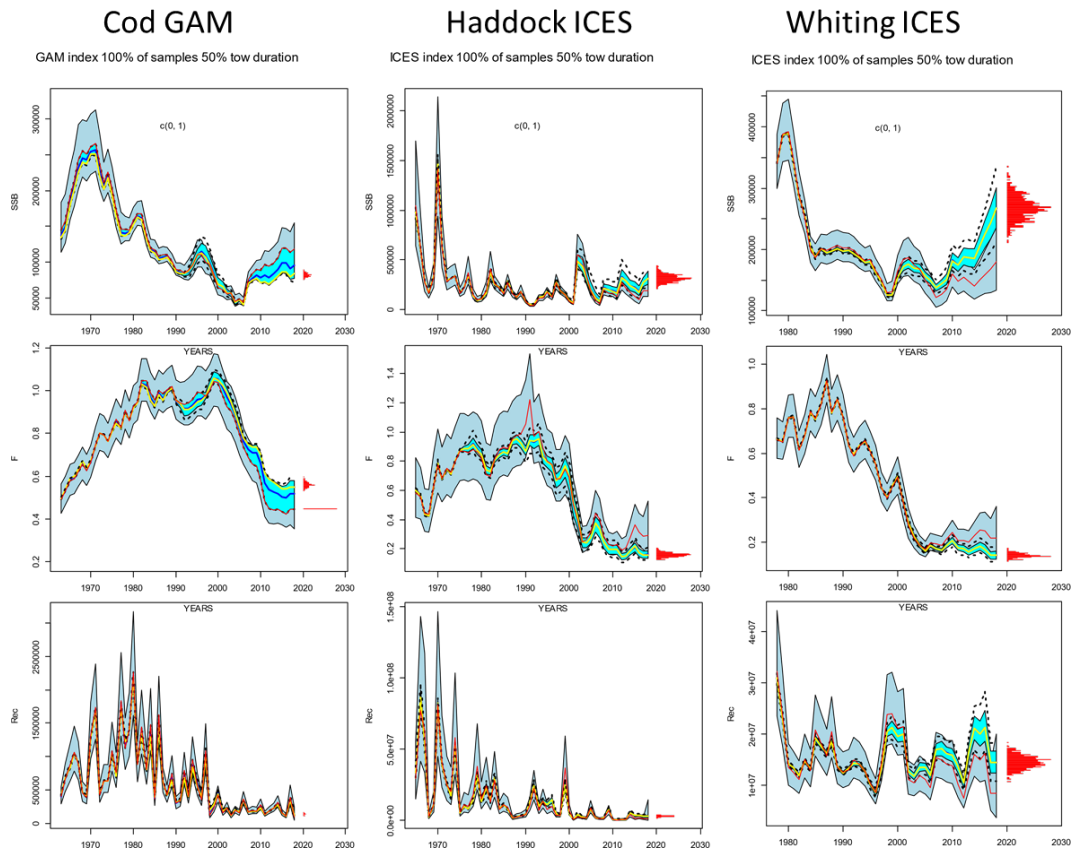 Cod GAM
Haddock ICES
Whiting ICES
GAM index 100% of samples 50% tow duration
ICES index 100% of samples 50% tow duration
ICES index 100% of samples 50% tow duration
SSB
300000
200000
100000
50000
c(0, 1)
1970 1980 1990 2000 2010 2020 2030
YEARS
SSB
2000000
1500000
1000000
500000
0
c(0, 1)
1970 1980 1990 2000 2010 2020 2030
YEARS
SSB
400000
300000
200000
100000
c(0, 1)
1980 1990 2000 2010 2020 2030
YEARS
F
1.2
1.0
0.8
0.6
0.4
0.2
1970 1980 1990 2000 2010 2020 2030
YEARS
F
1.4
1.2
1.0
0.8
0.6
0.4
0.2
1970 1980 1990 2000 2010 2020 2030
YEARS
F
1.0
0.8
0.6
0.4
0.2
1980 1990 2000 2010 2020 2030
YEARS
Rec
2500000
1500000
500000
0
1970 1980 1990 2000 2010 2020 2030
Rec
1.5e+08
1.0e+08
5.0e+07
0.0e+00
1970 1980 1990 2000 2010 2020 2030
Rec
4e+07
3e+07
2e+07
1e+07
1980 1990 2000 2010 2020 2030